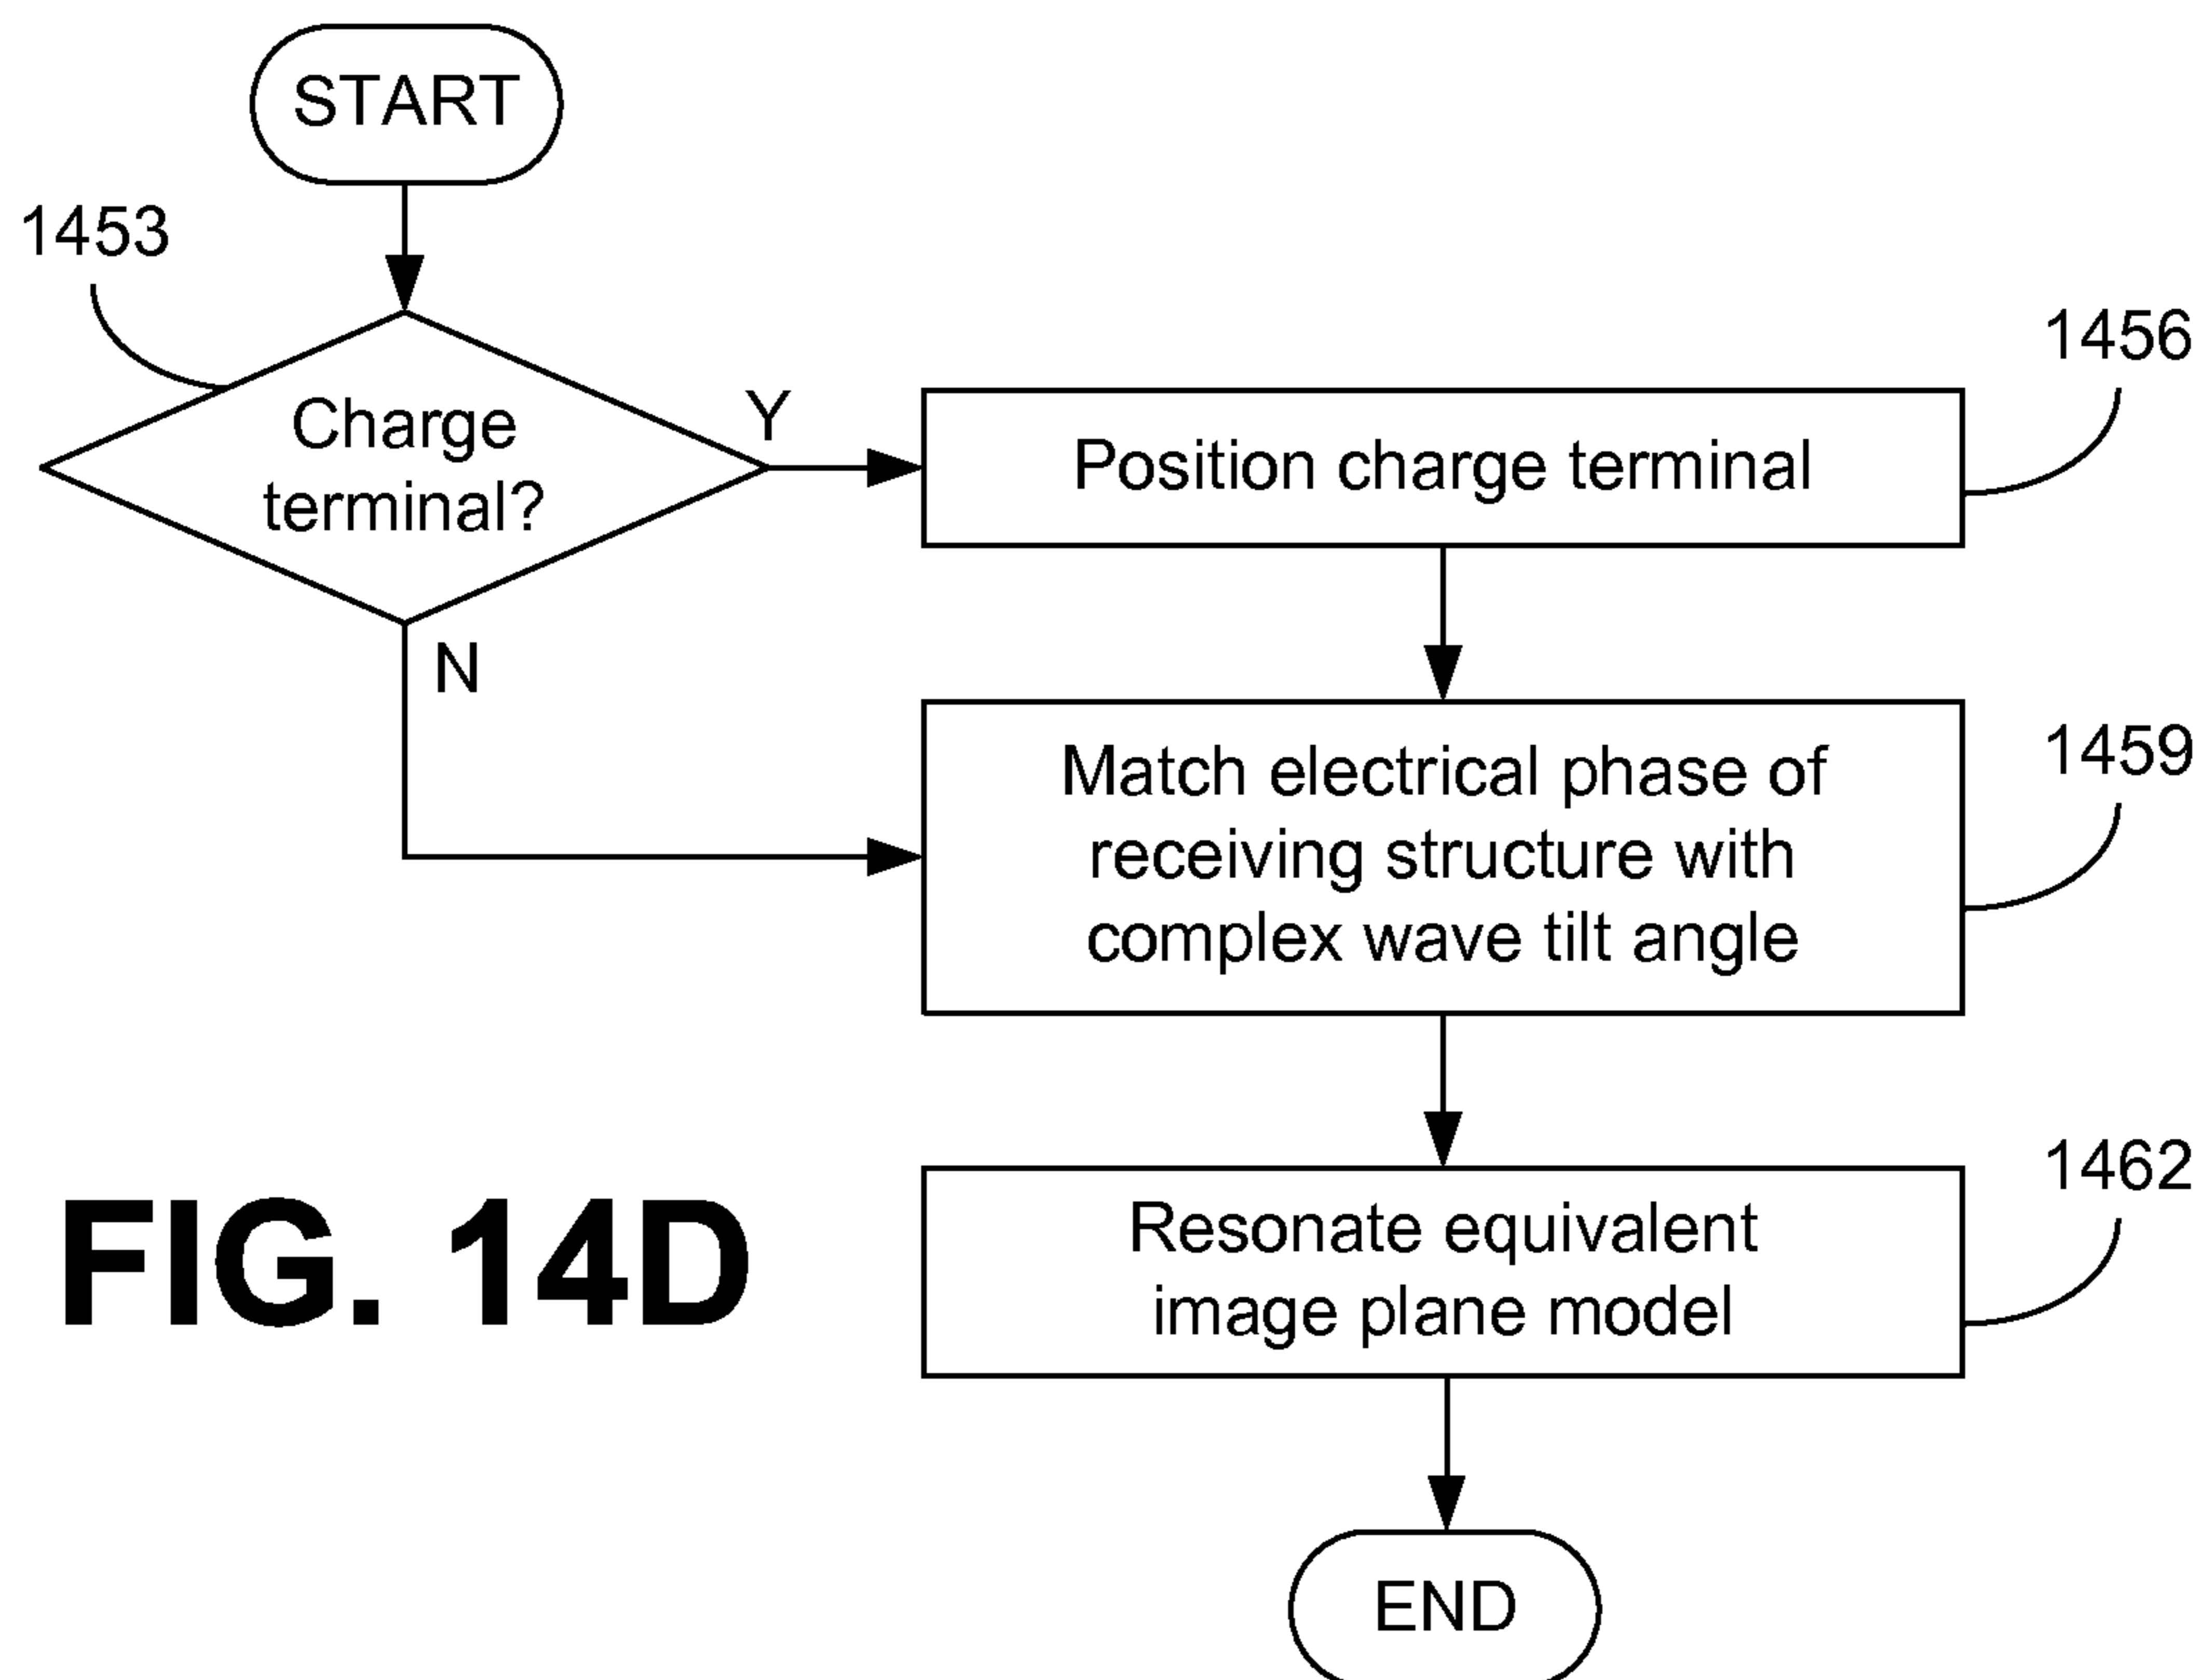 START
1453
Charge
terminal?
Y
N
1456
Position charge terminal
1459
Match electrical phase of
receiving structure with
complex wave tilt angle
1462
Resonate equivalent
image plane model
END
FIG. 14D